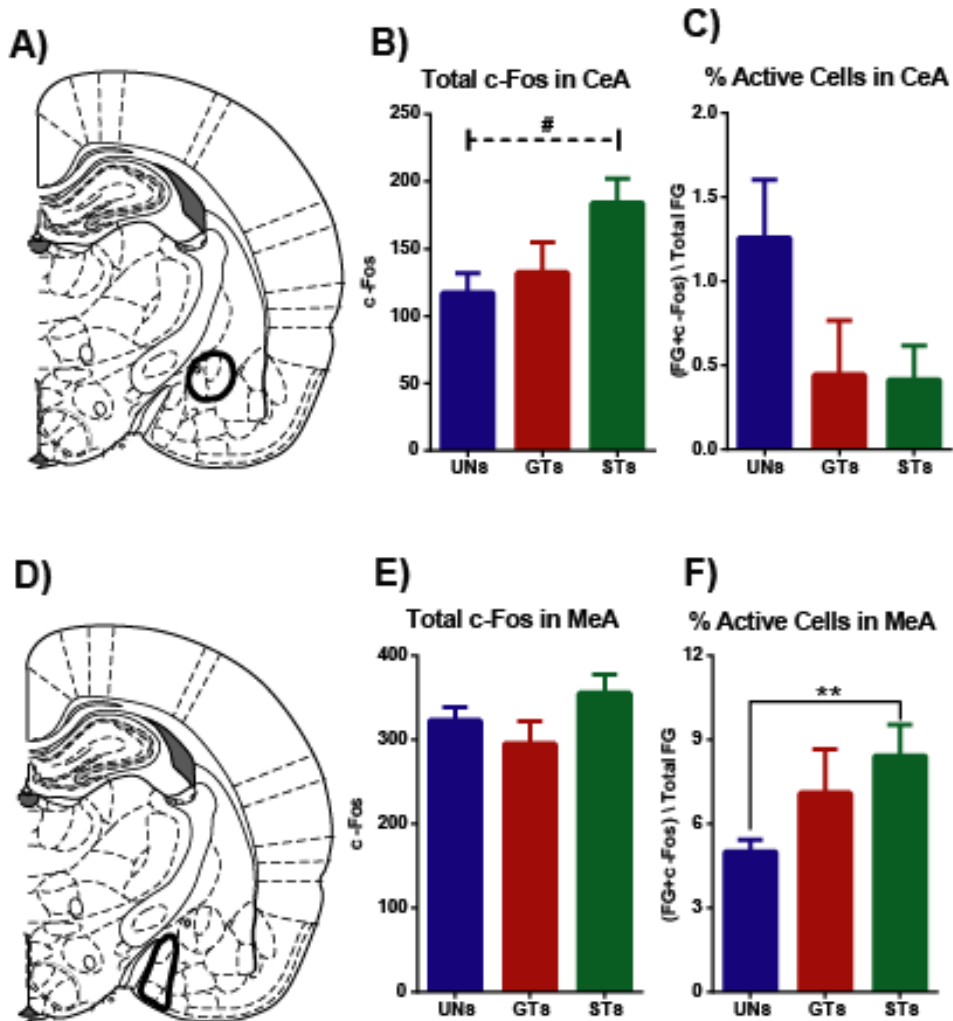 A)
B)
Total c-Fos in CeA
250
200
150
100
50
0
c-Fos
#
UNs GTs STs
C)
% Active Cells in CeA
2.0
1.5
1.0
0.5
0.0
(FG+c-Fos) \ Total FG
UNs GTs STs
D)
E)
Total c-Fos in MeA
400
300
200
100
0
c-Fos
UNs GTs STs
F)
% Active Cells in MeA
12
9
6
3
0
(FG+c-Fos) \ Total FG
**
UNs GTs STs